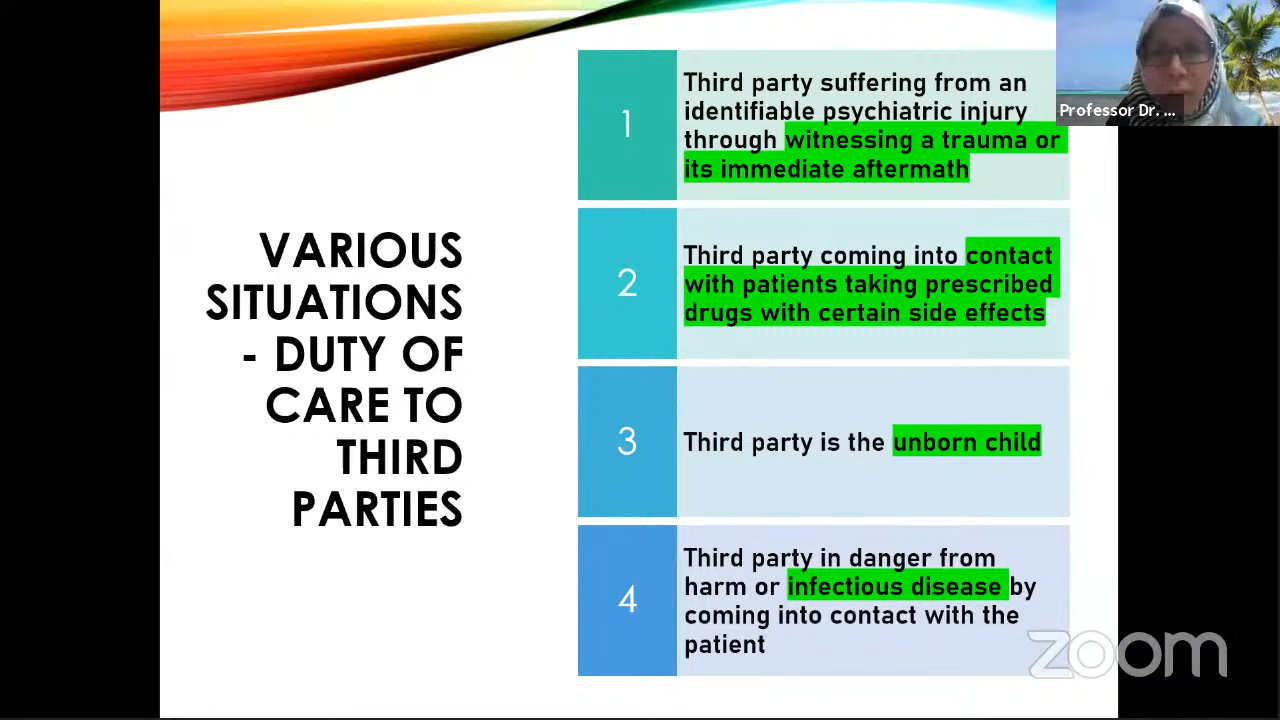 VARIOUS
SITUATIONS
- DUTY OF
CARE TO
THIRD
PARTIES
1
Third party suffering from an
identifiable psychiatric injury
through witnessing a trauma or
its immediate aftermath
2
Third party coming into contact
with patients taking prescribed
drugs with certain side effects
3
Third party is the unborn child
4
Third party in danger from
harm or infectious disease by
coming into contact with the
patient
Professor Dr. ...
zoom